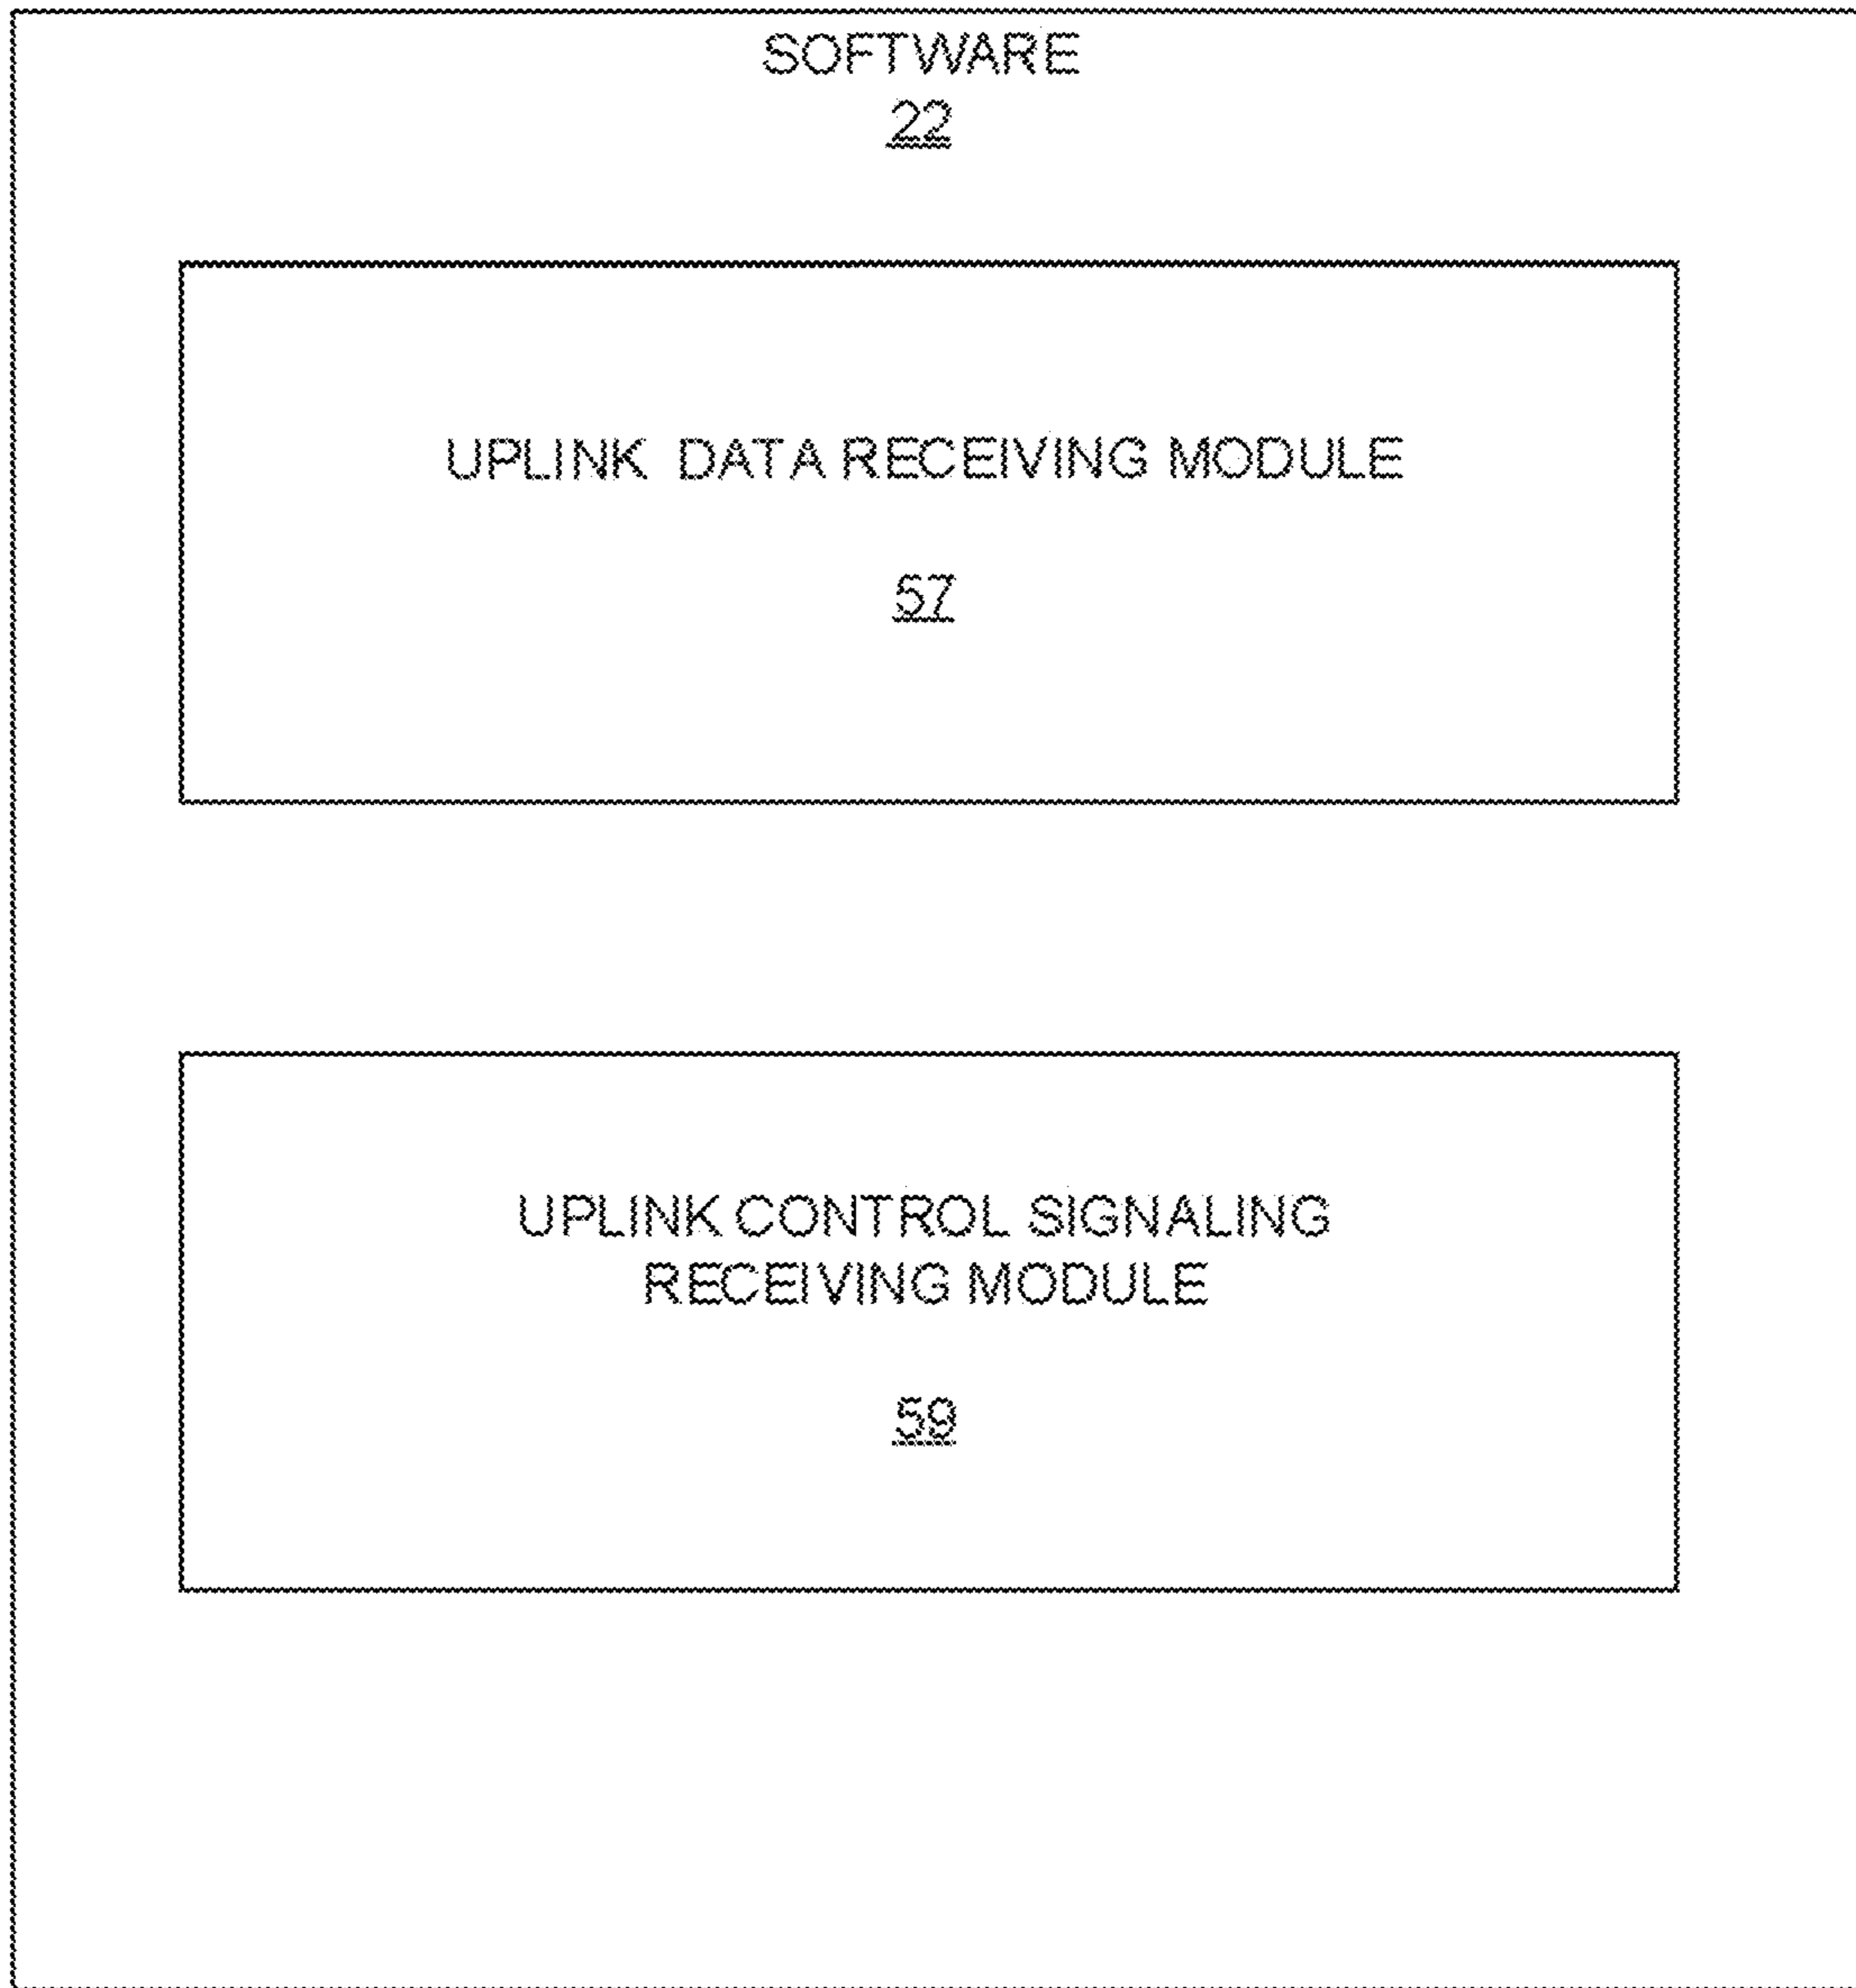 SOFTWARE
22
UPLINK DATA RECEIVING MODULE
57
UPLINK CONTROL SIGNALING
RECEIVING MODULE
59